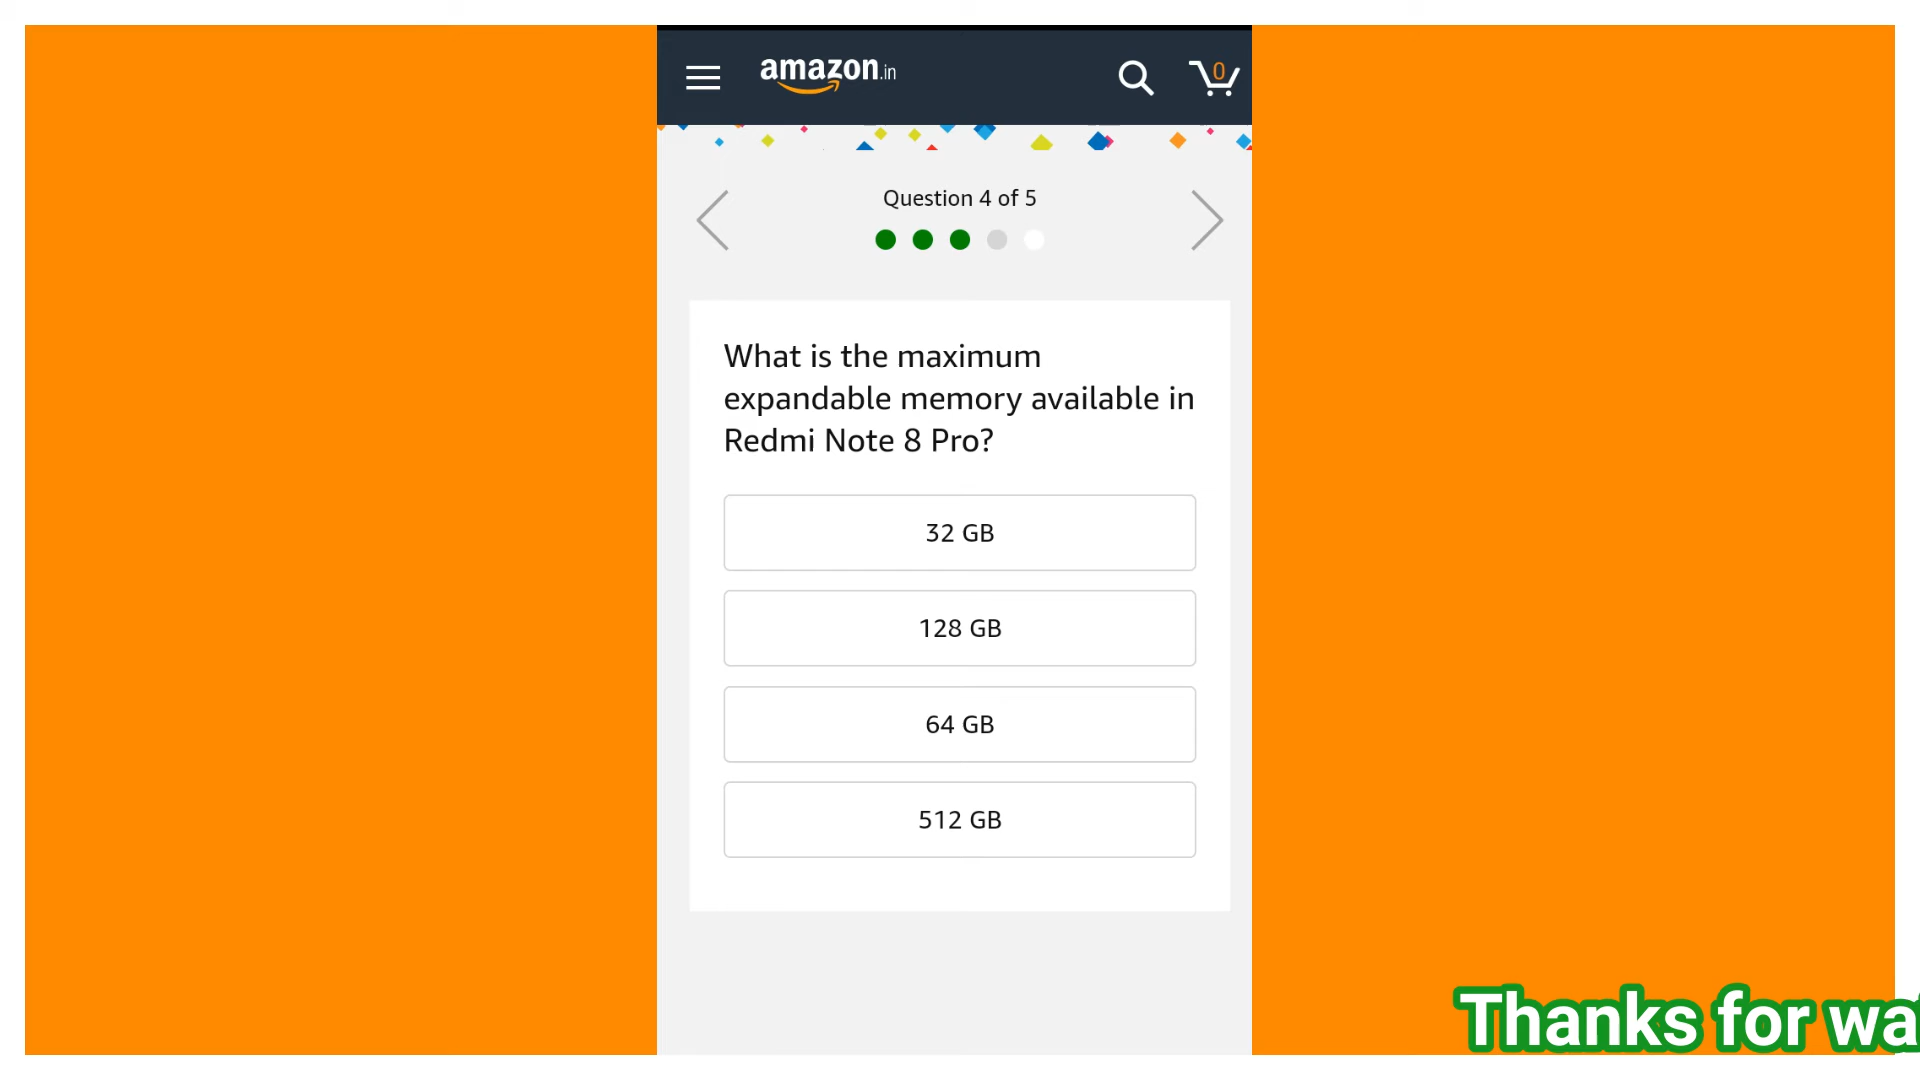 amazon.in
0
Question 4 of 5
What is the maximum
expandable memory available in
Redmi Note 8 Pro?
32 GB
128 GB
64 GB
512 GB
Thanks for wa